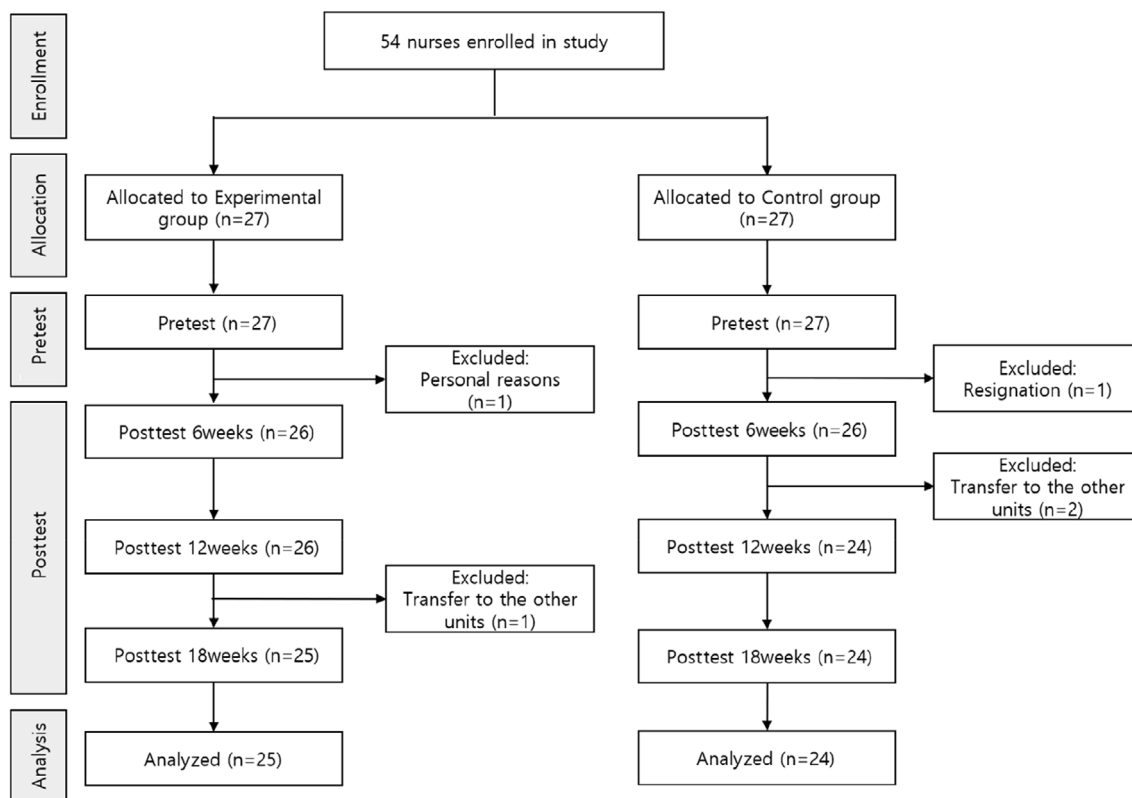 Enrollment
54 nurses enrolled in study
Allocation
Allocated to Experimental
group (n=27)
Allocated to Control group
(n=27)
Pretest
Pretest (n=27)
Pretest (n=27)
Excluded:
Personal reasons
(n=1)
Excluded:
Resignation (n=1)
Posttest
Posttest 6weeks (n=26)
Posttest 6weeks (n=26)
Excluded:
Transfer to the other
units (n=2)
Posttest 12weeks (n=26)
Posttest 12weeks (n=24)
Excluded:
Transfer to the other
units (n=1)
Posttest 18weeks (n=25)
Posttest 18weeks (n=24)
Analysis
Analyzed (n=25)
Analyzed (n=24)